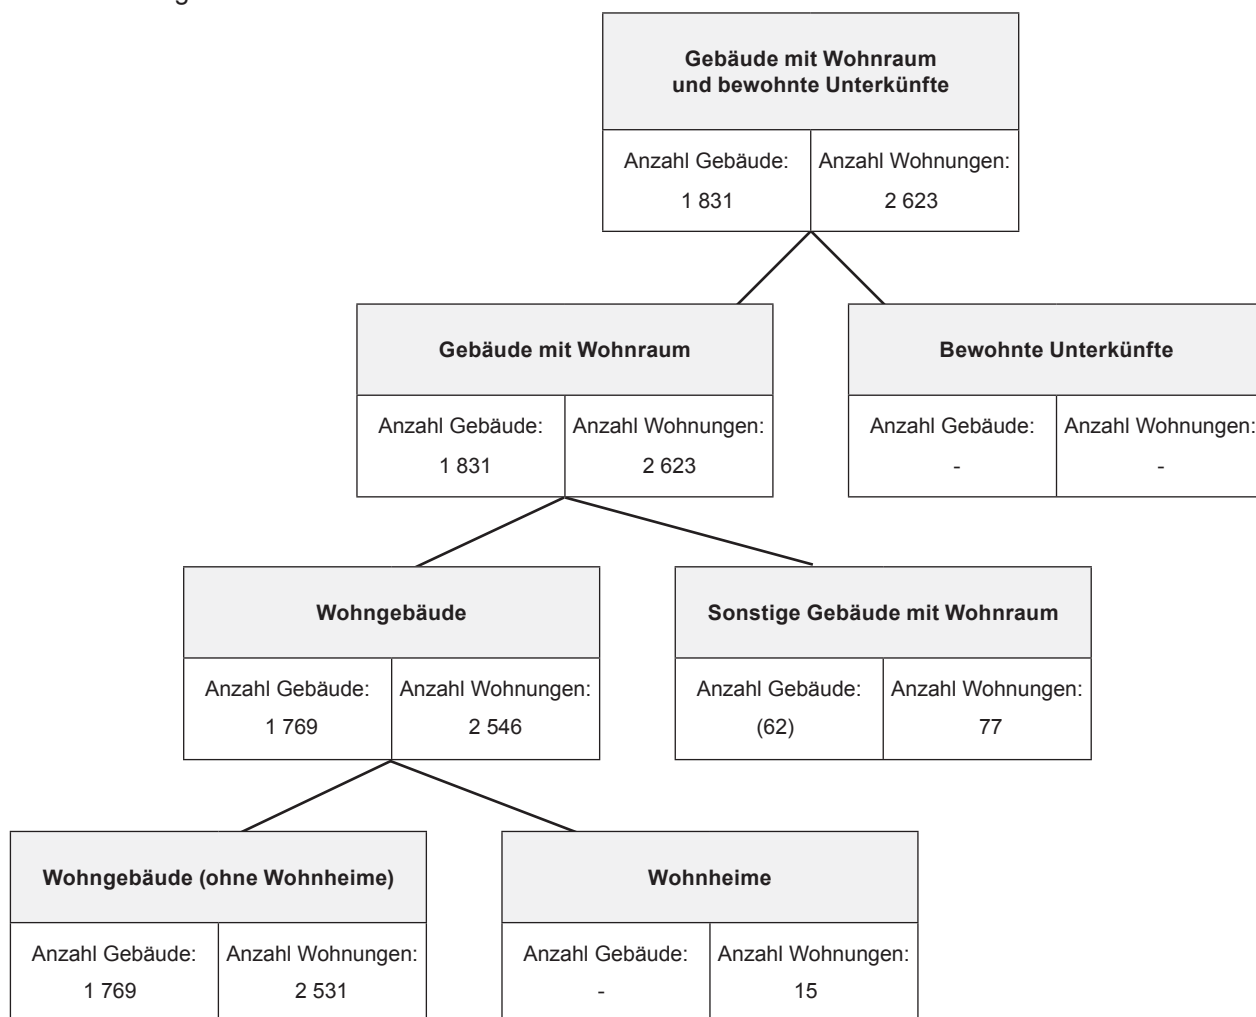 Gebäude mit Wohnraum
und bewohnte Unterkünfte
Anzahl Gebäude: Anzahl Wohnungen:
1 831 2 623
Gebäude mit Wohnraum
Anzahl Gebäude: Anzahl Wohnungen:
1 831 2 623
Bewohnte Unterkünfte
Anzahl Gebäude: Anzahl Wohnungen:
- -
Wohngebäude
Anzahl Gebäude: Anzahl Wohnungen:
1 769 2 546
Sonstige Gebäude mit Wohnraum
Anzahl Gebäude: Anzahl Wohnungen:
(62) 77
Wohngebäude (ohne Wohnheime)
Anzahl Gebäude: Anzahl Wohnungen:
1 769 2 531
Wohnheime
Anzahl Gebäude: Anzahl Wohnungen:
- 15